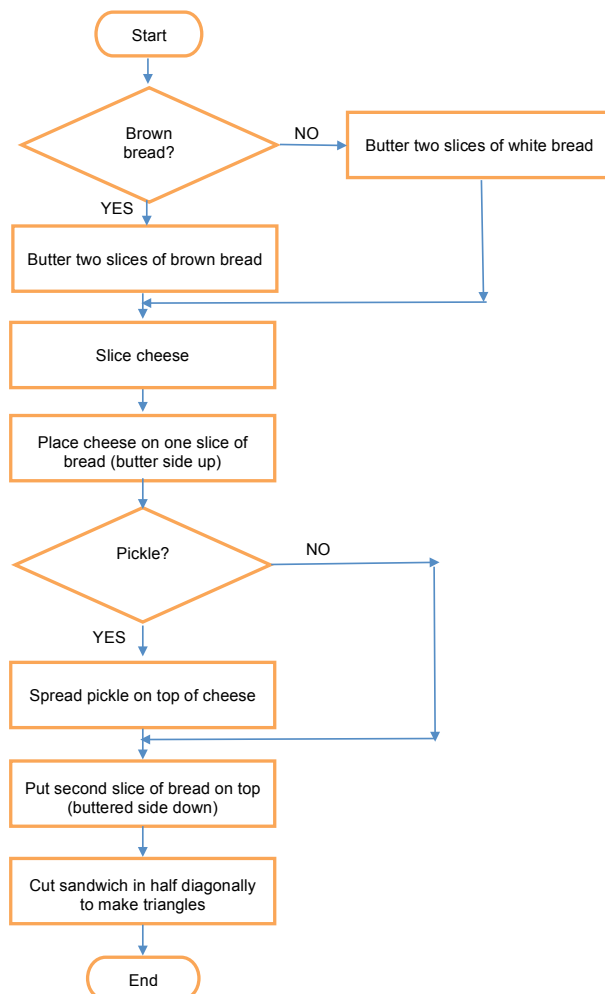 Start
Brown
bread?
NO
Butter two slices of white bread
YES
Butter two slices of brown bread
Slice cheese
Place cheese on one slice of
bread (butter side up)
Pickle?
NO
YES
Spread pickle on top of cheese
Put second slice of bread on top
(buttered side down)
Cut sandwich in half diagonally
to make triangles
End